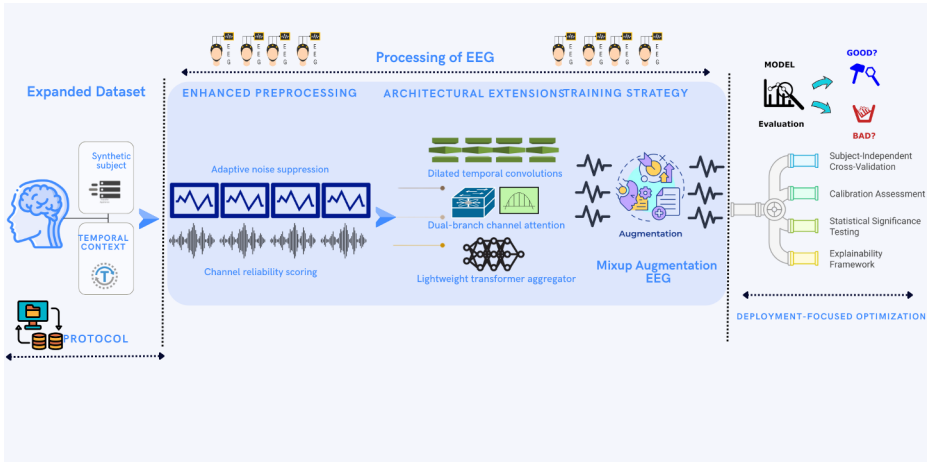 Processing of EEG
E
E
G
E
E
G
E
E
G
E
E
G
E
E
G
E
E
G
E
E
G
E
E
G
Expanded Dataset
ENHANCED PREPROCESSING
ARCHITECTURAL EXTENSIONS
TRAINING STRATEGY
Synthetic
subject
TEMPORAL
CONTEXT
T
PROTOCOL
Adaptive noise suppression
Channel reliability scoring
Dilated temporal convolutions
Dual-branch channel attention
Lightweight transformer aggregator
Augmentation
Mixup Augmentation
EEG
MODEL
Evaluation
GOOD?
BAD?
Subject-Independent
Cross-Validation
Calibration Assessment
Statistical Significance
Testing
Explainability
Framework
DEPLOYMENT-FOCUSED OPTIMIZATION